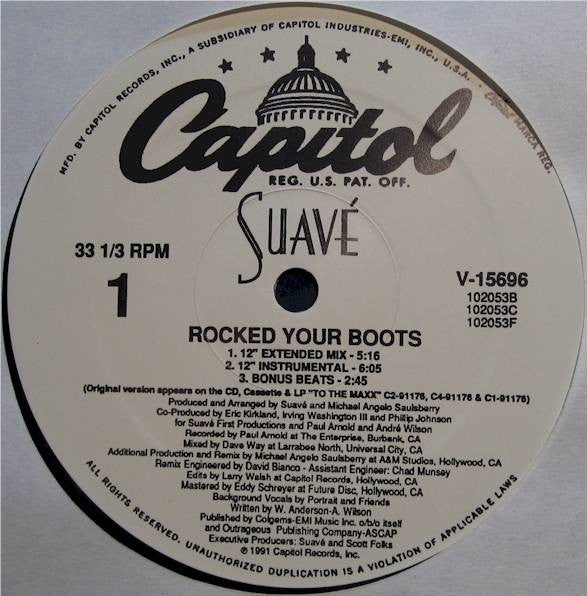 MFD. BY CAPITOL RECORDS, INC., A SUBSIDIARY OF CAPITOL INDUSTRIES-EMI, INC., U.S.A. · Capitol MARCA REG.
Capitol
REG. U.S. PAT. OFF.
SUAVÉ
33 1/3 RPM
1
V-15696
102053B
102053C
102053F
ROCKED YOUR BOOTS
1. 12" EXTENDED MIX - 5:16
2. 12" INSTRUMENTAL - 6:05
3. BONUS BEATS - 2:45
(Original version appears on the CD, Cassette & LP "TO THE MAXX" C2-91176, C4-91176 & C1-91176)
Produced and Arranged by Suavé and Michael Angelo Saulsberry
Co-Produced by Eric Kirkland, Irving Washington III and Phillip Johnson
for Suavé First Productions and Paul Arnold and André Wilson
Recorded by Paul Arnold at The Enterprise, Burbank, CA
Mixed by Dave Way at Larrabee North, Universal City, CA
Additional Production and Remix by Michael Angelo Saulsberry at A&M Studios, Hollywood, CA
Remix Engineered by David Bianco - Assistant Engineer: Chad Munsey
Edits by Larry Walsh at Capitol Records, Hollywood, CA
Mastered by Eddy Schreyer at Future Disc, Hollywood, CA
Background Vocals by Portrait and Friends
Written by W. Anderson-A. Wilson
Published by Colgems-EMI Music Inc. o/b/o itself
and Outrageous Publishing Company-ASCAP
Executive Producers: Suavé and Scott Folks
℗ 1991 Capitol Records, Inc.
ALL RIGHTS RESERVED. UNAUTHORIZED DUPLICATION IS A VIOLATION OF APPLICABLE LAWS